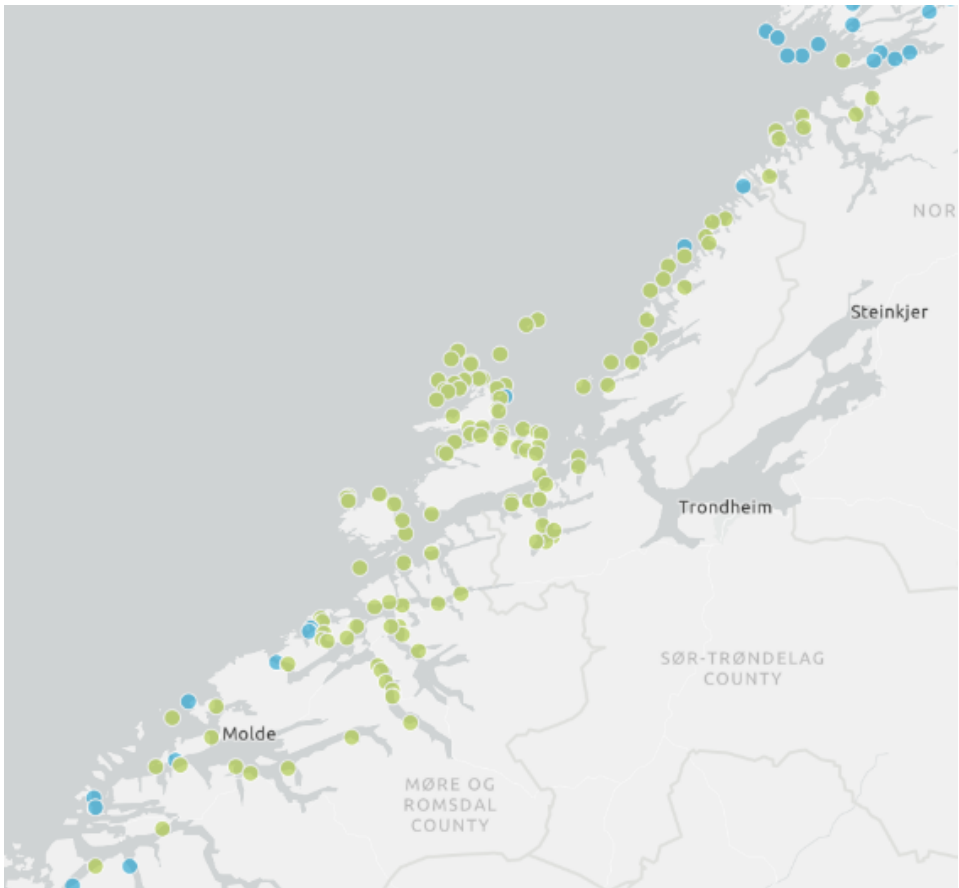 NOR
Steinkjer
Trondheim
SØR-TRØNDELAG
COUNTY
Molde
MØRE OG
ROMSDAL
COUNTY